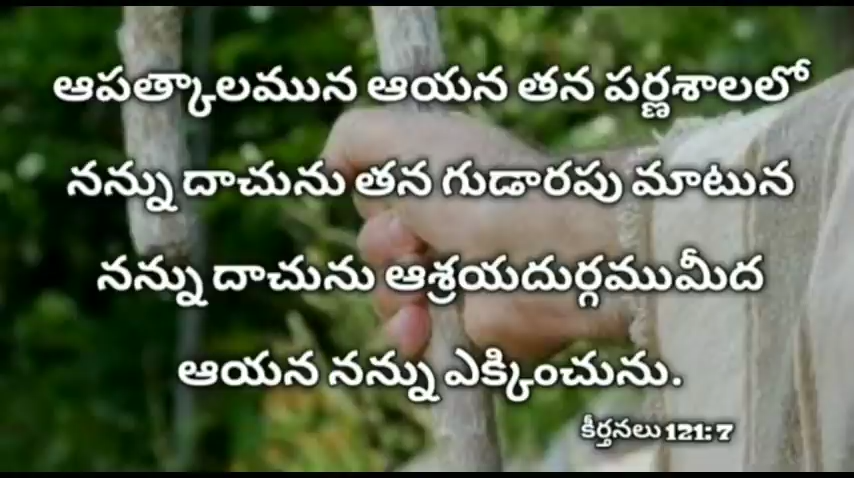 ఆపత్కాలమున ఆయన తన పర్ణశాలలో
నన్ను దాచును తన గుడారపు మాటున
నన్ను దాచును ఆశ్రయదుర్గముమీద
ఆయన నన్ను ఎక్కించును.
కీర్తనలు 121: 7